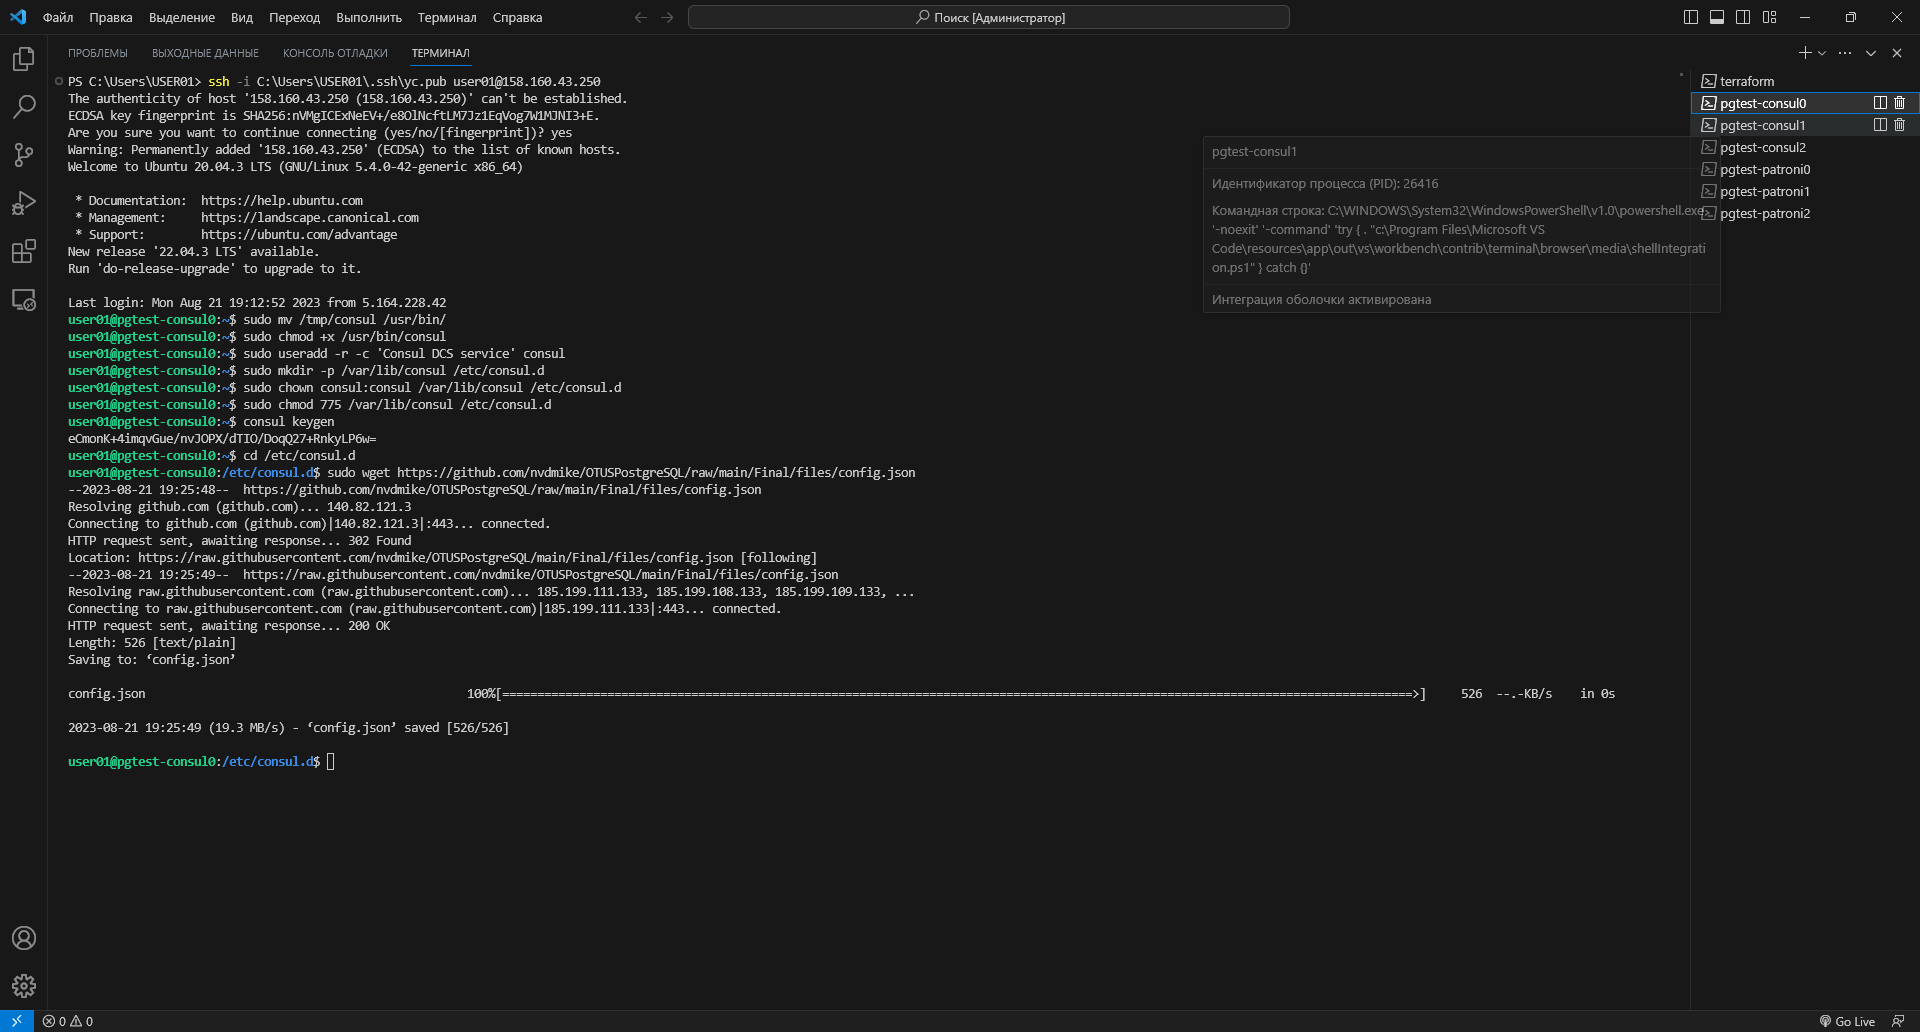 Файл Правка Выделение Вид Переход Выполнить Терминал Справка
Поиск [Администратор]
ПРОБЛЕМЫ ВЫХОДНЫЕ ДАННЫЕ КОНСОЛЬ ОТЛАДКИ ТЕРМИНАЛ
PS C:\Users\USER01> ssh -i C:\Users\USER01\.ssh\yc.pub user01@158.160.43.250
The authenticity of host '158.160.43.250 (158.160.43.250)' can't be established.
ECDSA key fingerprint is SHA256:nVMgICExNeEV+/e8OlNcftLM7Jz1EqVog7W1MJNI3+E.
Are you sure you want to continue connecting (yes/no/[fingerprint])? yes
Warning: Permanently added '158.160.43.250' (ECDSA) to the list of known hosts.
Welcome to Ubuntu 20.04.3 LTS (GNU/Linux 5.4.0-42-generic x86_64)
* Documentation:  https://help.ubuntu.com
* Management:     https://landscape.canonical.com
* Support:        https://ubuntu.com/advantage
New release '22.04.3 LTS' available.
Run 'do-release-upgrade' to upgrade to it.
Last login: Mon Aug 21 19:12:52 2023 from 5.164.228.42
user01@pgtest-consul0:~$ sudo mv /tmp/consul /usr/bin/
user01@pgtest-consul0:~$ sudo chmod +x /usr/bin/consul
user01@pgtest-consul0:~$ sudo useradd -r -c 'Consul DCS service' consul
user01@pgtest-consul0:~$ sudo mkdir -p /var/lib/consul /etc/consul.d
user01@pgtest-consul0:~$ sudo chown consul:consul /var/lib/consul /etc/consul.d
user01@pgtest-consul0:~$ sudo chmod 775 /var/lib/consul /etc/consul.d
user01@pgtest-consul0:~$ consul keygen
eCmonK+4imqvGue/nvJOPX/dTIO/DoqQ27+RnkyLP6w=
user01@pgtest-consul0:~$ cd /etc/consul.d
user01@pgtest-consul0:/etc/consul.d$ sudo wget https://github.com/nvdmike/OTUSPostgreSQL/raw/main/Final/files/config.json
--2023-08-21 19:25:48--  https://github.com/nvdmike/OTUSPostgreSQL/raw/main/Final/files/config.json
Resolving github.com (github.com)... 140.82.121.3
Connecting to github.com (github.com)|140.82.121.3|:443... connected.
HTTP request sent, awaiting response... 302 Found
Location: https://raw.githubusercontent.com/nvdmike/OTUSPostgreSQL/main/Final/files/config.json [following]
--2023-08-21 19:25:49--  https://raw.githubusercontent.com/nvdmike/OTUSPostgreSQL/main/Final/files/config.json
Resolving raw.githubusercontent.com (raw.githubusercontent.com)... 185.199.111.133, 185.199.108.133, 185.199.109.133, ...
Connecting to raw.githubusercontent.com (raw.githubusercontent.com)|185.199.111.133|:443... connected.
HTTP request sent, awaiting response... 200 OK
Length: 526 [text/plain]
Saving to: ‘config.json’
config.json 100%[==================================================================================================================================>] 526 --.-KB/s in 0s
2023-08-21 19:25:49 (19.3 MB/s) - ‘config.json’ saved [526/526]
user01@pgtest-consul0:/etc/consul.d$
pgtest-consul1
Идентификатор процесса (PID): 26416
Командная строка: C:\WINDOWS\System32\WindowsPowerShell\v1.0\powershell.exe
'-noexit' '-command' 'try { . "c:\Program Files\Microsoft VS
Code\resources\app\out\vs\workbench\contrib\terminal\browser\media\shellIntegrati
on.ps1" } catch {}'
Интеграция оболочки активирована
terraform
pgtest-consul0
pgtest-consul1
pgtest-consul2
pgtest-patroni0
pgtest-patroni1
pgtest-patroni2
0 0
Go Live